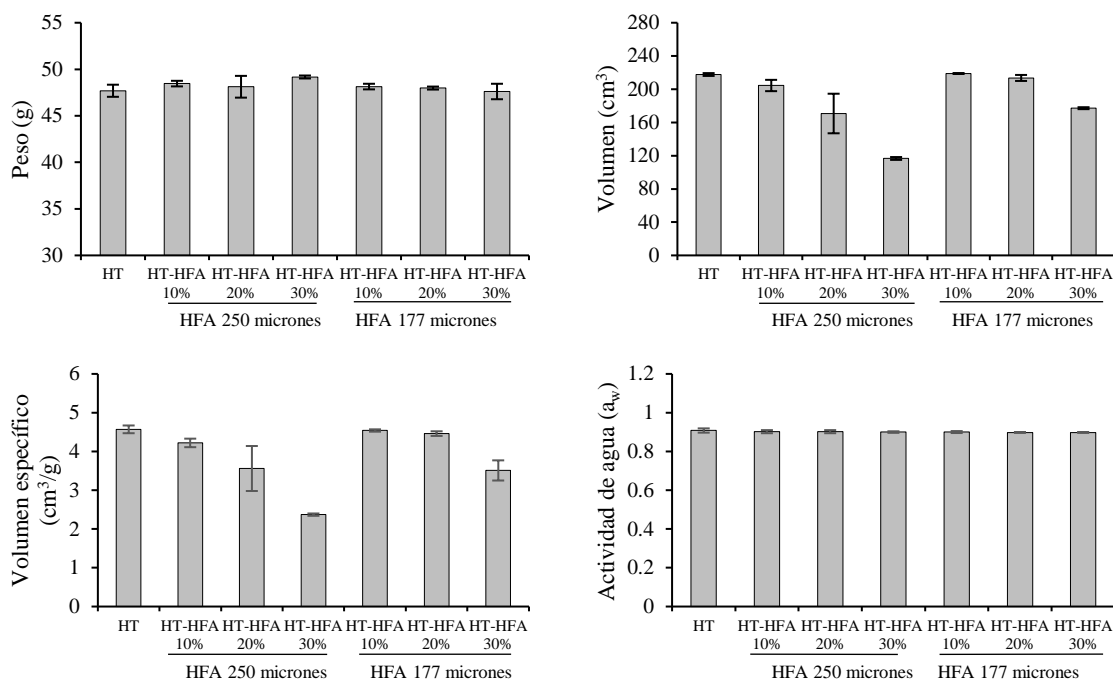 Peso (g)
55
50
45
40
35
30
HT HT-HFA HT-HFA HT-HFA HT-HFA HT-HFA HT-HFA
10% 20% 30% 10% 20% 30%
HFA 250 micrones HFA 177 micrones
Volumen (cm³)
280
240
200
160
120
80
40
0
HT HT-HFA HT-HFA HT-HFA HT-HFA HT-HFA HT-HFA
10% 20% 30% 10% 20% 30%
HFA 250 micrones HFA 177 micrones
Volumen específico
(cm³/g)
6
5
4
3
2
1
0
HT HT-HFA HT-HFA HT-HFA HT-HFA HT-HFA HT-HFA
10% 20% 30% 10% 20% 30%
HFA 250 micrones HFA 177 micrones
Actividad de agua (a_w)
1.2
1
0.8
0.6
0.4
0.2
0
HT HT-HFA HT-HFA HT-HFA HT-HFA HT-HFA HT-HFA
10% 20% 30% 10% 20% 30%
HFA 250 micrones HFA 177 micrones